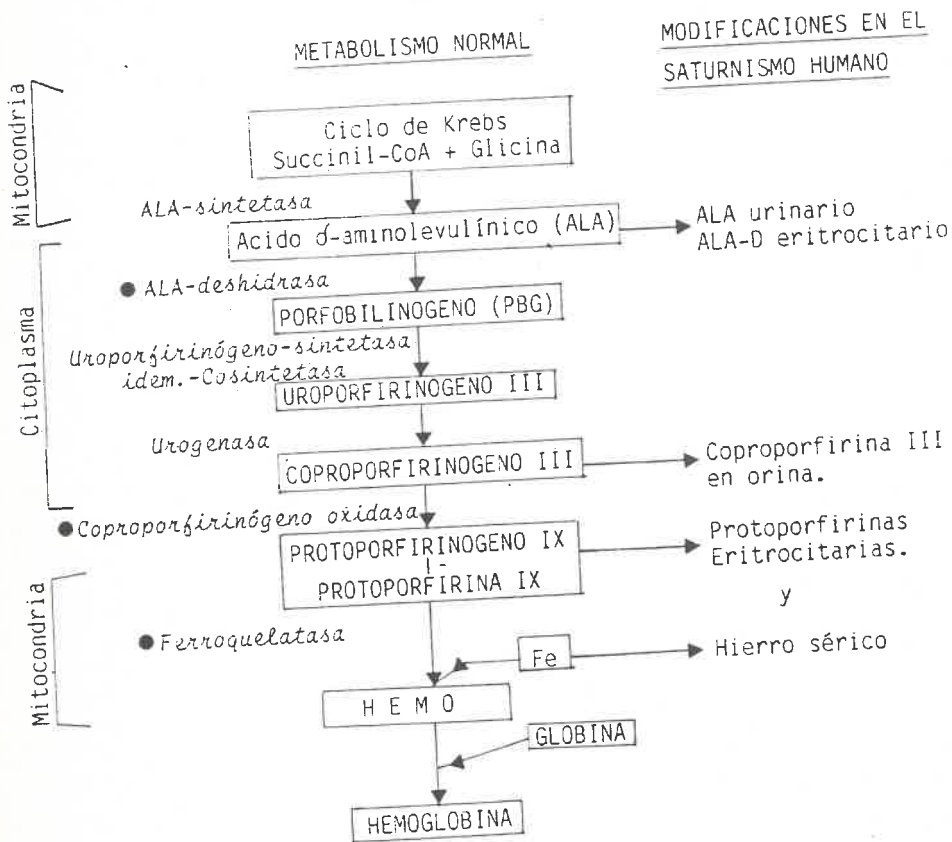 METABOLISMO NORMAL
MODIFICACIONES EN EL
SATURNISMO HUMANO
Mitocondria
Ciclo de Krebs
Succinil-CoA + Glicina
ALA-sintetasa
Acido σ-aminolevulínico (ALA)
ALA urinario
ALA-D eritrocitario
Citoplasma
● ALA-deshidrasa
PORFOBILINOGENO (PBG)
Uroporfirinógeno-sintetasa
idem.-Cosintetasa
UROPORFIRINOGENO III
Urogenasa
COPROPORFIRINOGENO III
Coproporfirina III
en orina.
● Coproporfirinógeno oxidasa
PROTOPORFIRINOGENO IX
PROTOPORFIRINA IX
Protoporfirinas
Eritrocitarias.
y
Mitocondria
● Ferroquelatasa
Fe
Hierro sérico
H E M O
GLOBINA
HEMOGLOBINA